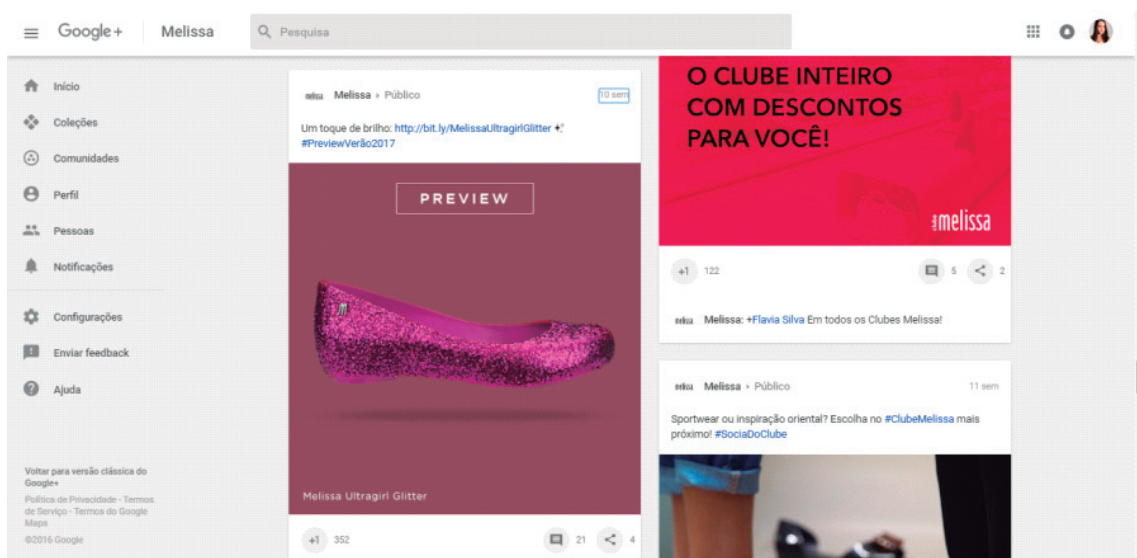 Google+
Melissa
Pesquisa
Início
Coleções
Comunidades
Perfil
Pessoas
Notificações
Configurações
Enviar feedback
Ajuda
Voltar para versão clássica do
Google+
Política de Privacidade - Termos
de Serviço - Termos do Google
Maps
©2016 Google
melissa Melissa › Público 10 sem
Um toque de brilho: http://bit.ly/MelissaUltragirlGlitter
#PreviewVerão2017
PREVIEW
Melissa Ultragirl Glitter
+1 352 21 4
O CLUBE INTEIRO
COM DESCONTOS
PARA VOCÊ!
melissa
+1 122 5 2
melissa Melissa: +Flavia Silva Em todos os Clubes Melissa!
melissa Melissa › Público 11 sem
Sportwear ou inspiração oriental? Escolha no #ClubeMelissa mais
próximo! #SociaDoClube